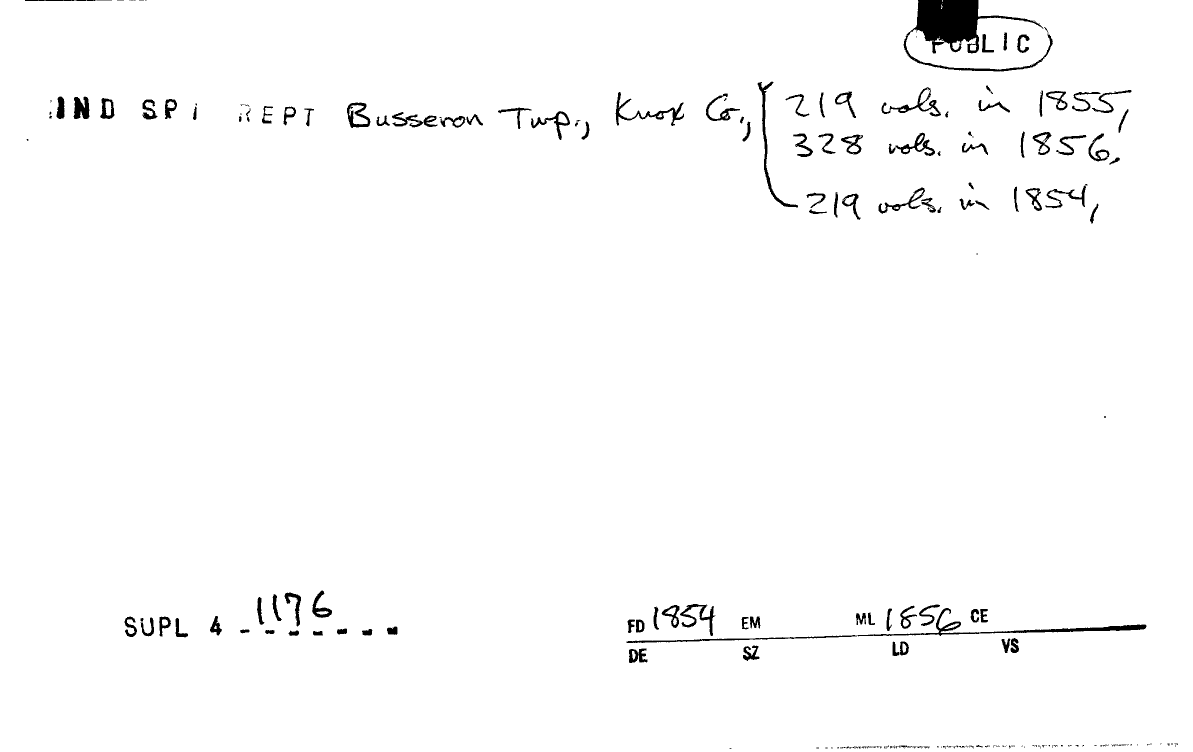 PUBLIC
IND SPI REPT Busseron Twp., Knox Co., 219 vols. in 1855,
328 vols. in 1856,
219 vols. in 1854,
SUPL 4 1176
FD 1854 EM ML 1856 CE
DE SZ LD VS